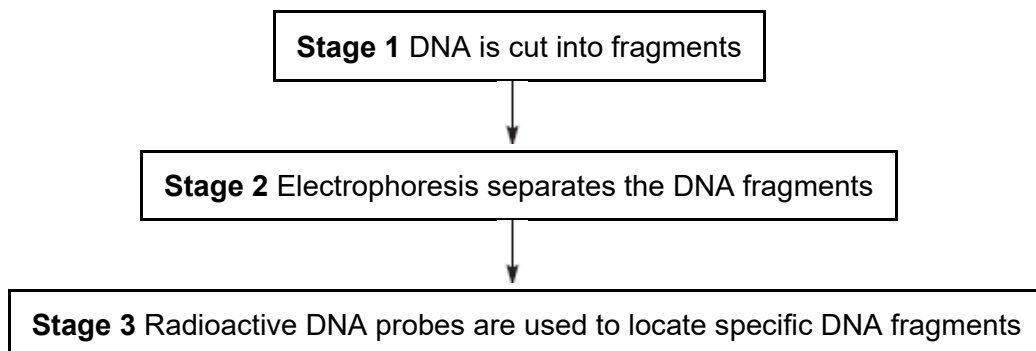 Stage 1 DNA is cut into fragments
Stage 2 Electrophoresis separates the DNA fragments
Stage 3 Radioactive DNA probes are used to locate specific DNA fragments